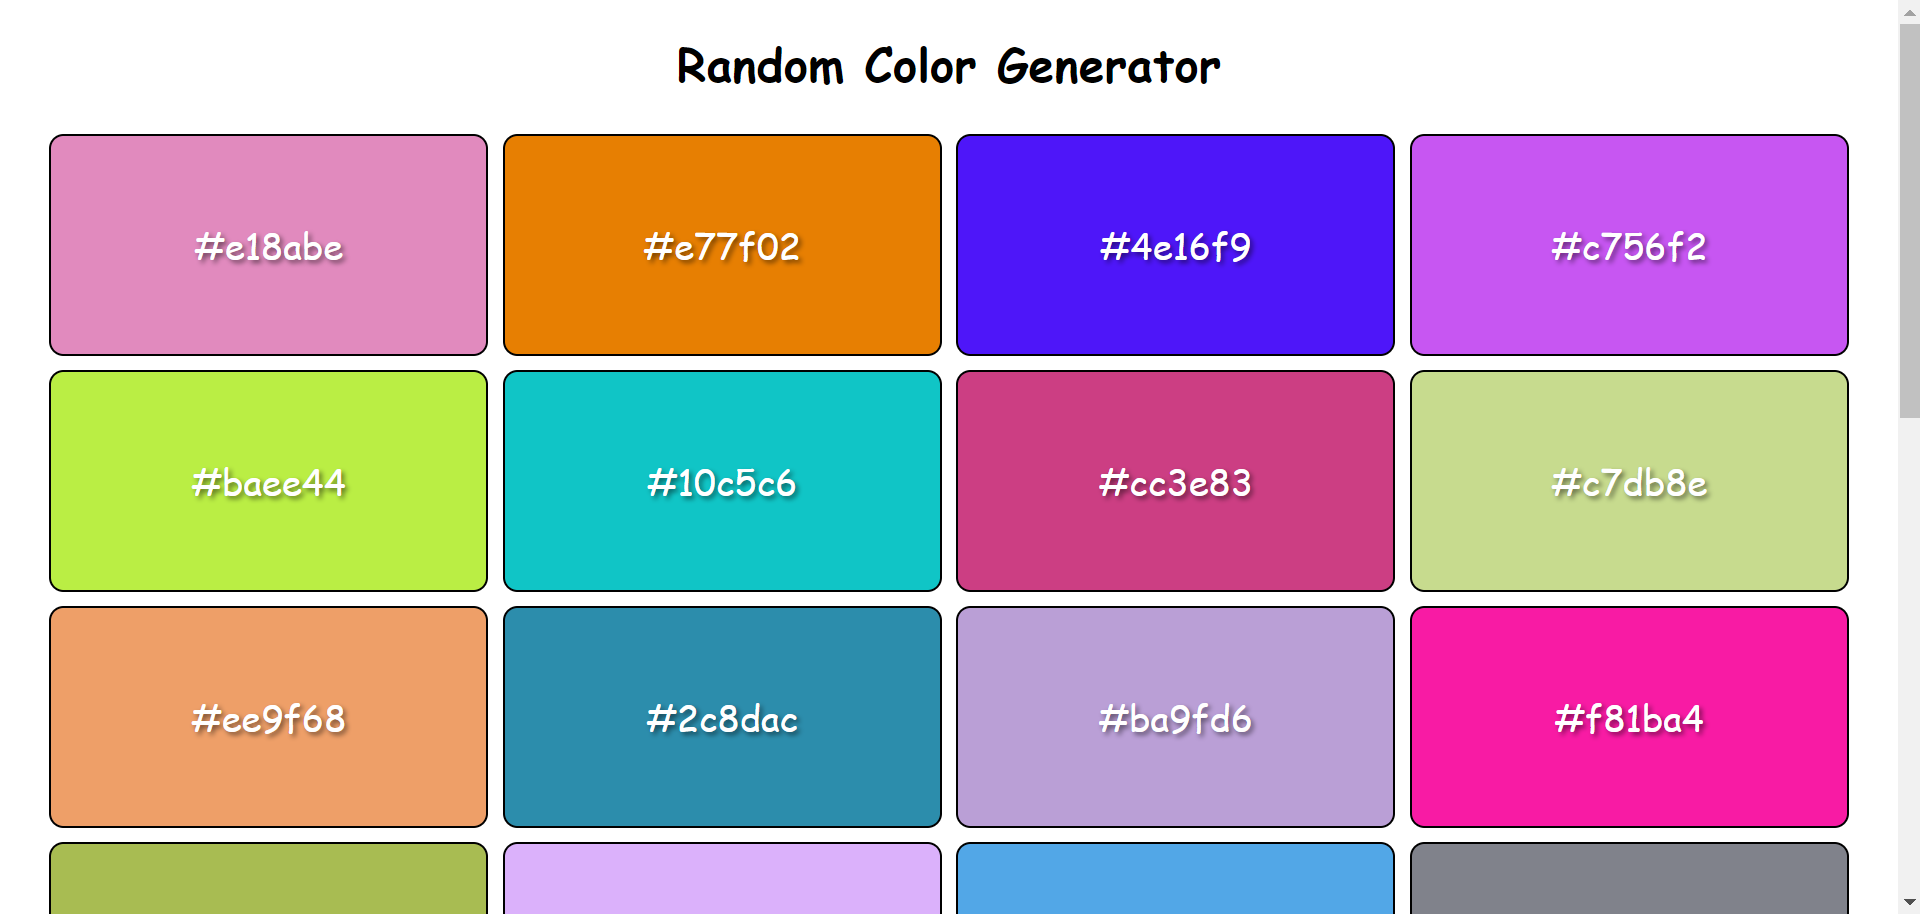 Random Color Generator
#e18abe
#e77f02
#4e16f9
#c756f2
#baee44
#10c5c6
#cc3e83
#c7db8e
#ee9f68
#2c8dac
#ba9fd6
#f81ba4